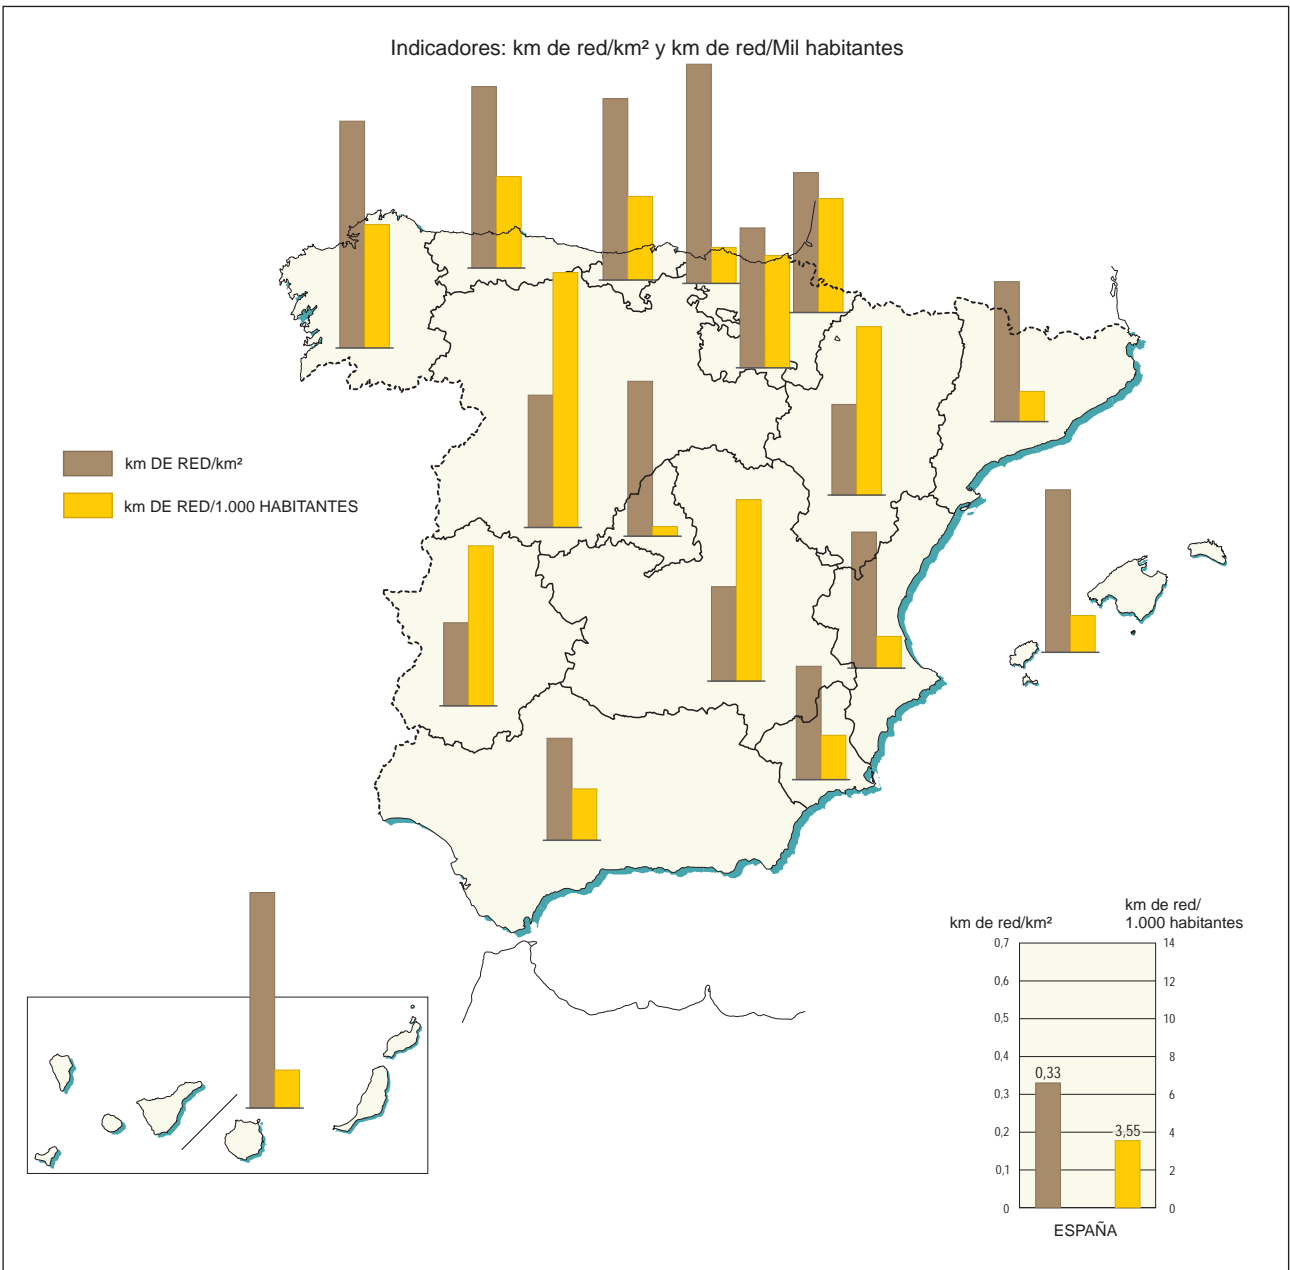 Indicadores: km de red/km² y km de red/Mil habitantes
km DE RED/km²
km DE RED/1.000 HABITANTES
km de red/km²
km de red/
1.000 habitantes
0,7
14
0,6
12
0,5
10
0,4
8
0,33
0,3
6
0,2
3,55
4
0,1
2
0
0
ESPAÑA